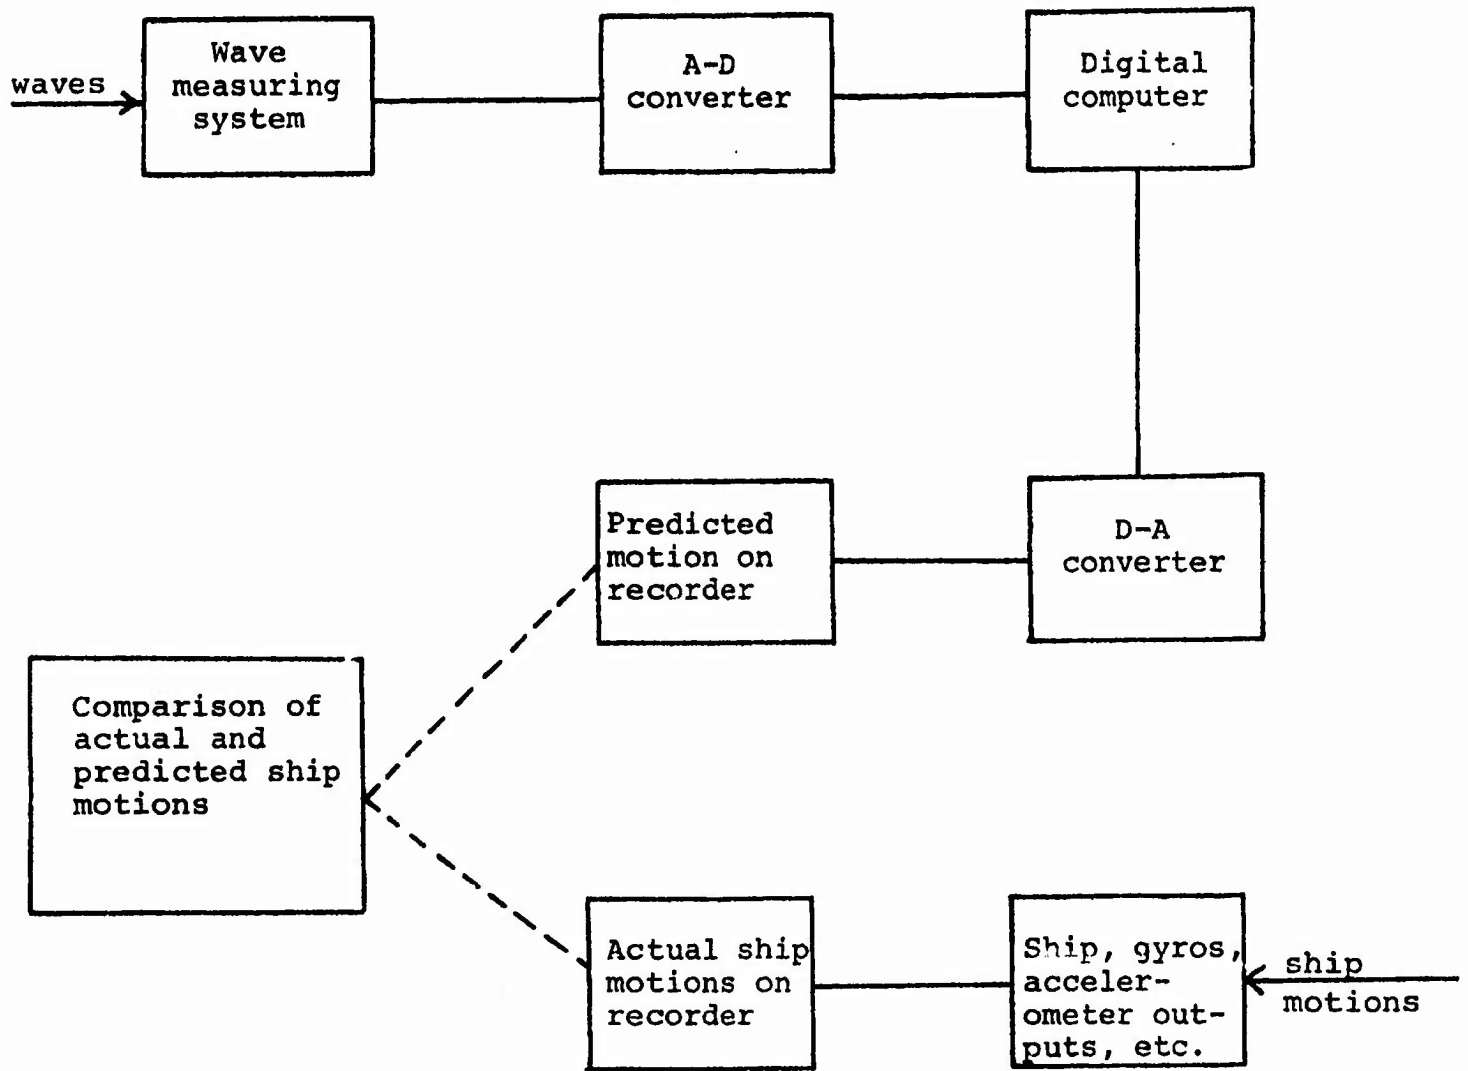 waves
Wave
measuring
system
A-D
converter
Digital
computer
Predicted
motion on
recorder
D-A
converter
Comparison of
actual and
predicted ship
motions
Actual ship
motions on
recorder
Ship, gyros,
acceler-
ometer out-
puts, etc.
ship
motions